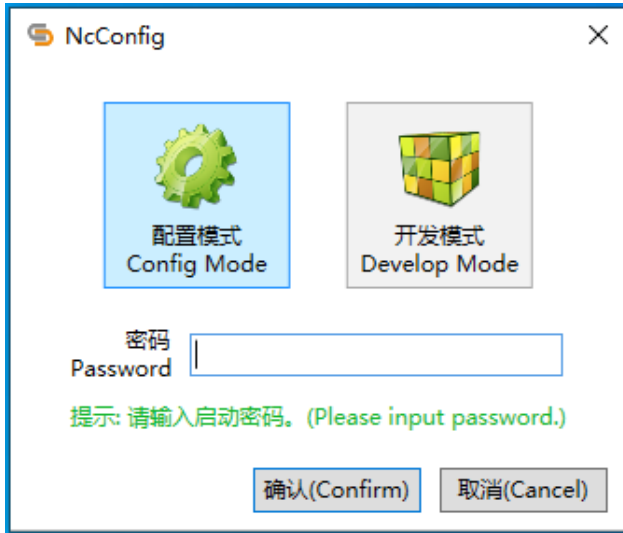 NcConfig
配置模式
Config Mode
开发模式
Develop Mode
密码
Password
提示: 请输入启动密码。(Please input password.)
确认(Confirm)
取消(Cancel)